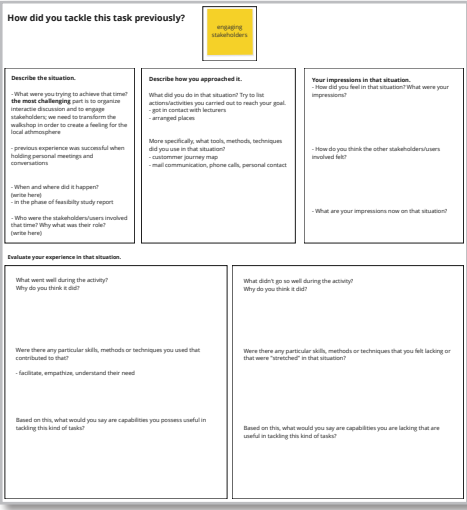 How did you tackle this task previously?
engaging
stakeholders
Describe the situation.
- What were you trying to achieve that time?
the most challenging part is to organize
interactie discussion and to engage
stakeholders; we need to transform the
walkshop in order to create a feeling for the
local athmosphere
- previous experience was successful when
holding personal meetings and
conversations
- When and where did it happen?
(write here)
- in the phase of feasibilty study report
- Who were the stakeholders/users involved
that time? Why what was their role?
(write here)
Describe how you approached it.
What did you do in that situation? Try to list
actions/activities you carried out to reach your goal.
- got in contact with lecturers
- arranged places
More specifically, what tools, methods, techniques
did you use in that situation?
- custommer journey map
- mail communication, phone calls, personal contact
Your impressions in that situation.
- How did you feel in that situation? What were your
impressions?
- How do you think the other stakeholders/users
involved felt?
- What are your impressions now on that situation?
Evaluate your experience in that situation.
What went well during the activity?
Why do you think it did?
Were there any particular skills, methods or techniques you used that
contributed to that?
- facilitate, empathize, understand their need
Based on this, what would you say are capabilities you possess useful in
tackling this kind of tasks?
What didn't go so well during the activity?
Why do you think it did?
Were there any particular skills, methods or techniques that you felt lacking or
that were "stretched" in that situation?
Based on this, what would you say are capabilities you are lacking that are
useful in tackling this kind of tasks?